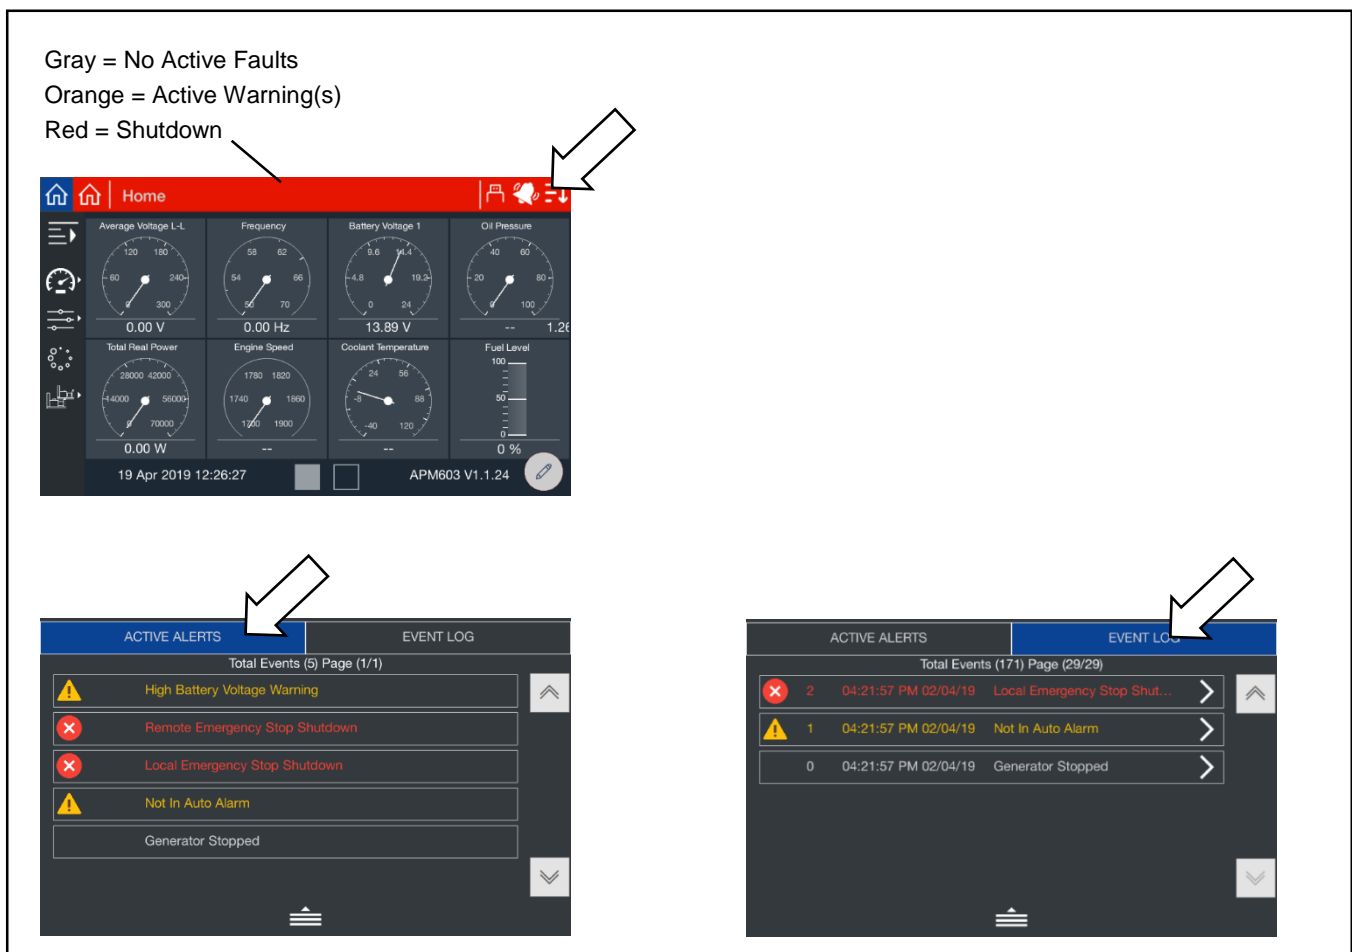 Gray = No Active Faults
Orange = Active Warning(s)
Red = Shutdown
Home
Average Voltage L-L
Frequency
Battery Voltage 1
Oil Pressure
120 180
58 62
9.6 14.4
40 60
60 240
54 66
4.8 19.2
20 80
0 300
50 70
0 24
0 100
0.00 V
0.00 Hz
13.89 V
-- 1.26
Total Real Power
Engine Speed
Coolant Temperature
Fuel Level
28000 42000
1780 1820
24 56
100
14000 56000
1740 1860
-8 88
50
0 70000
1700 1900
-40 120
0
0.00 W
--
--
0 %
19 Apr 2019 12:26:27
APM603 V1.1.24
ACTIVE ALERTS
EVENT LOG
Total Events (5) Page (1/1)
High Battery Voltage Warning
Remote Emergency Stop Shutdown
Local Emergency Stop Shutdown
Not In Auto Alarm
Generator Stopped
ACTIVE ALERTS
EVENT LOG
Total Events (171) Page (29/29)
2 04:21:57 PM 02/04/19 Local Emergency Stop Shut...
1 04:21:57 PM 02/04/19 Not In Auto Alarm
0 04:21:57 PM 02/04/19 Generator Stopped